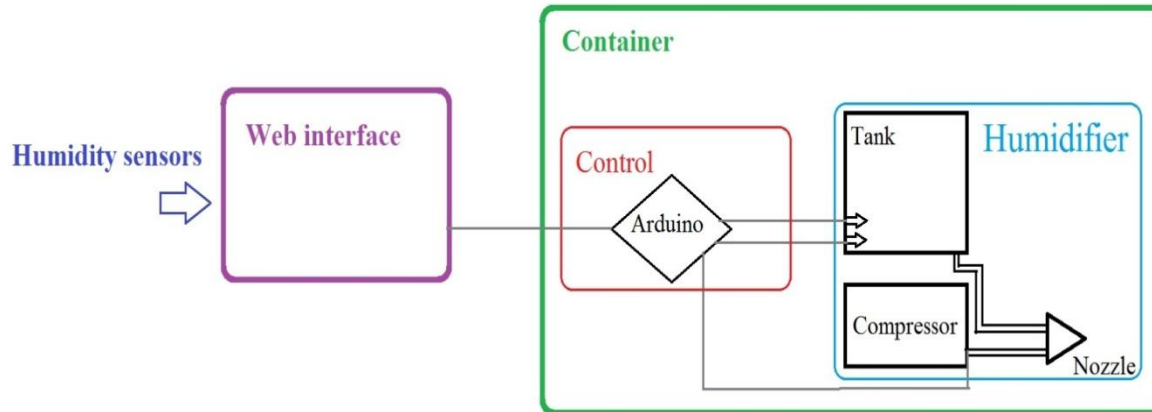 Container
Web interface
Humidity sensors
Control
Arduino
Tank
Humidifier
Compressor
Nozzle